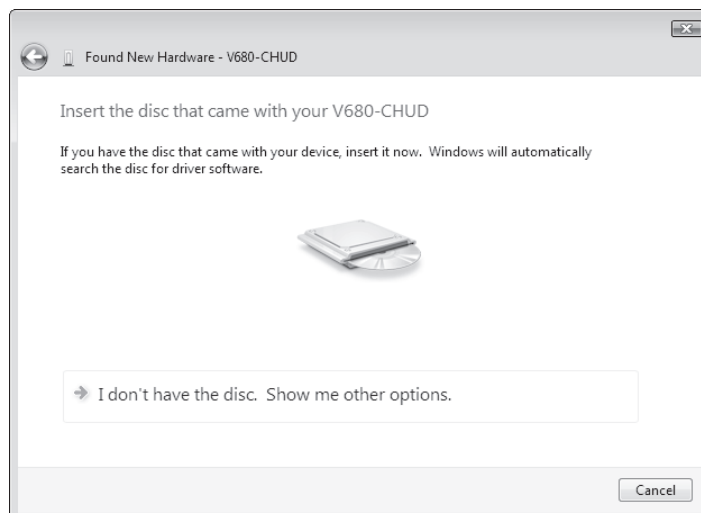 Found New Hardware - V680-CHUD
Insert the disc that came with your V680-CHUD
If you have the disc that came with your device, insert it now.  Windows will automatically
search the disc for driver software.
I don't have the disc.  Show me other options.
Cancel